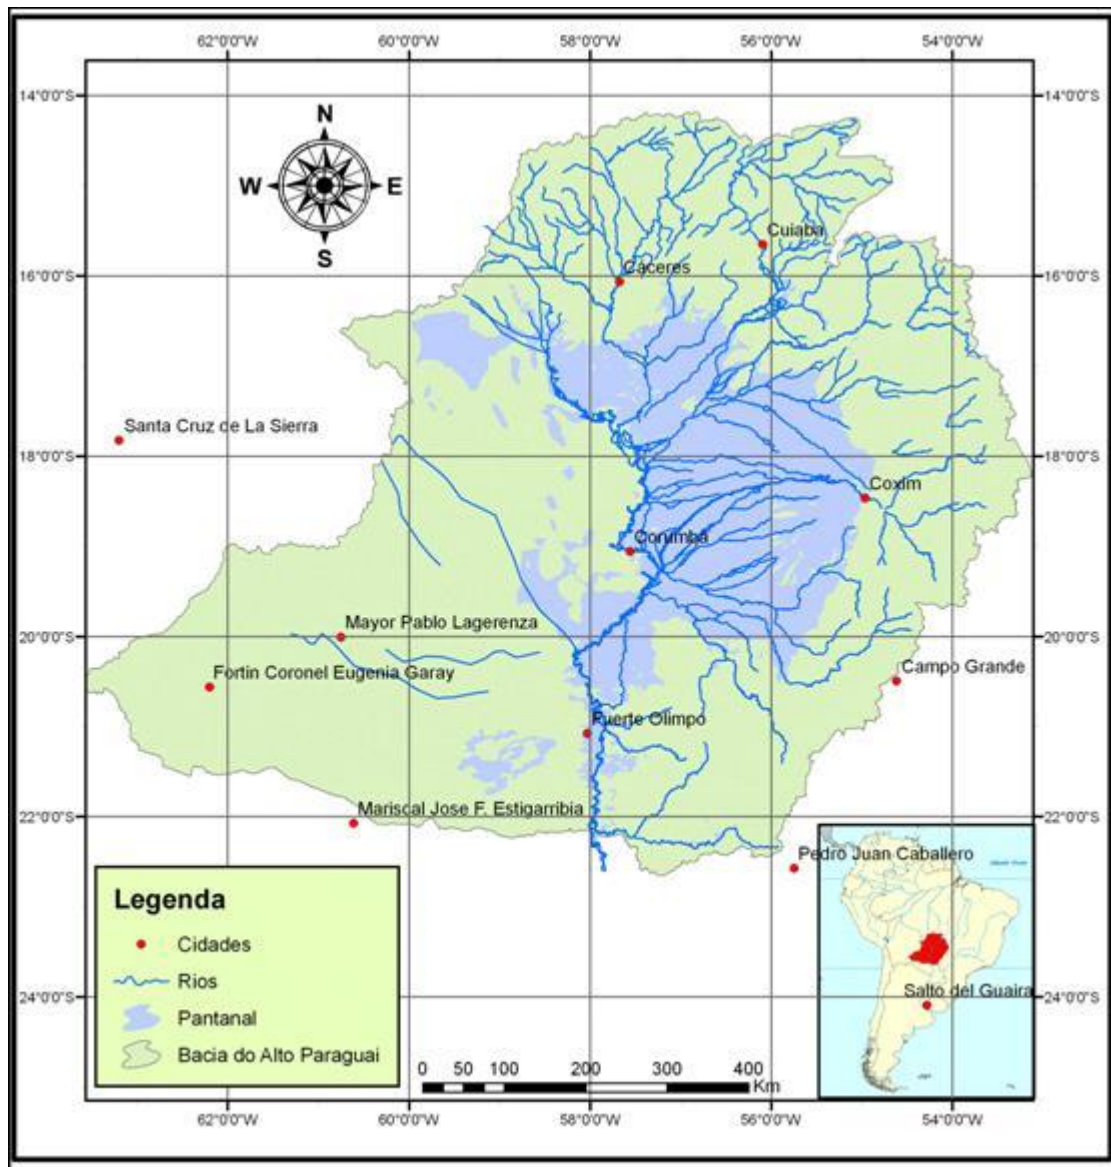 62°0'0"W 60°0'0"W 58°0'0"W 56°0'0"W 54°0'0"W
14°0'0"S 14°0'0"S
N
W E
S
Cuiaba
Caceres
16°0'0"S 16°0'0"S
Santa Cruz de La Sierra
18°0'0"S 18°0'0"S
Coxim
Corumba
Mayor Pablo Lagerenza
20°0'0"S 20°0'0"S
Fortin Coronel Eugenia Garay
Campo Grande
Fuerte Olimpo
Mariscal Jose F. Estigarribia
22°0'0"S 22°0'0"S
Pedro Juan Caballero
Legenda
Cidades
Rios
Pantanal
Bacia do Alto Paraguai
Salto del Guaira
24°0'0"S 24°0'0"S
0 50 100 200 300 400
Km
62°0'0"W 60°0'0"W 58°0'0"W 56°0'0"W 54°0'0"W